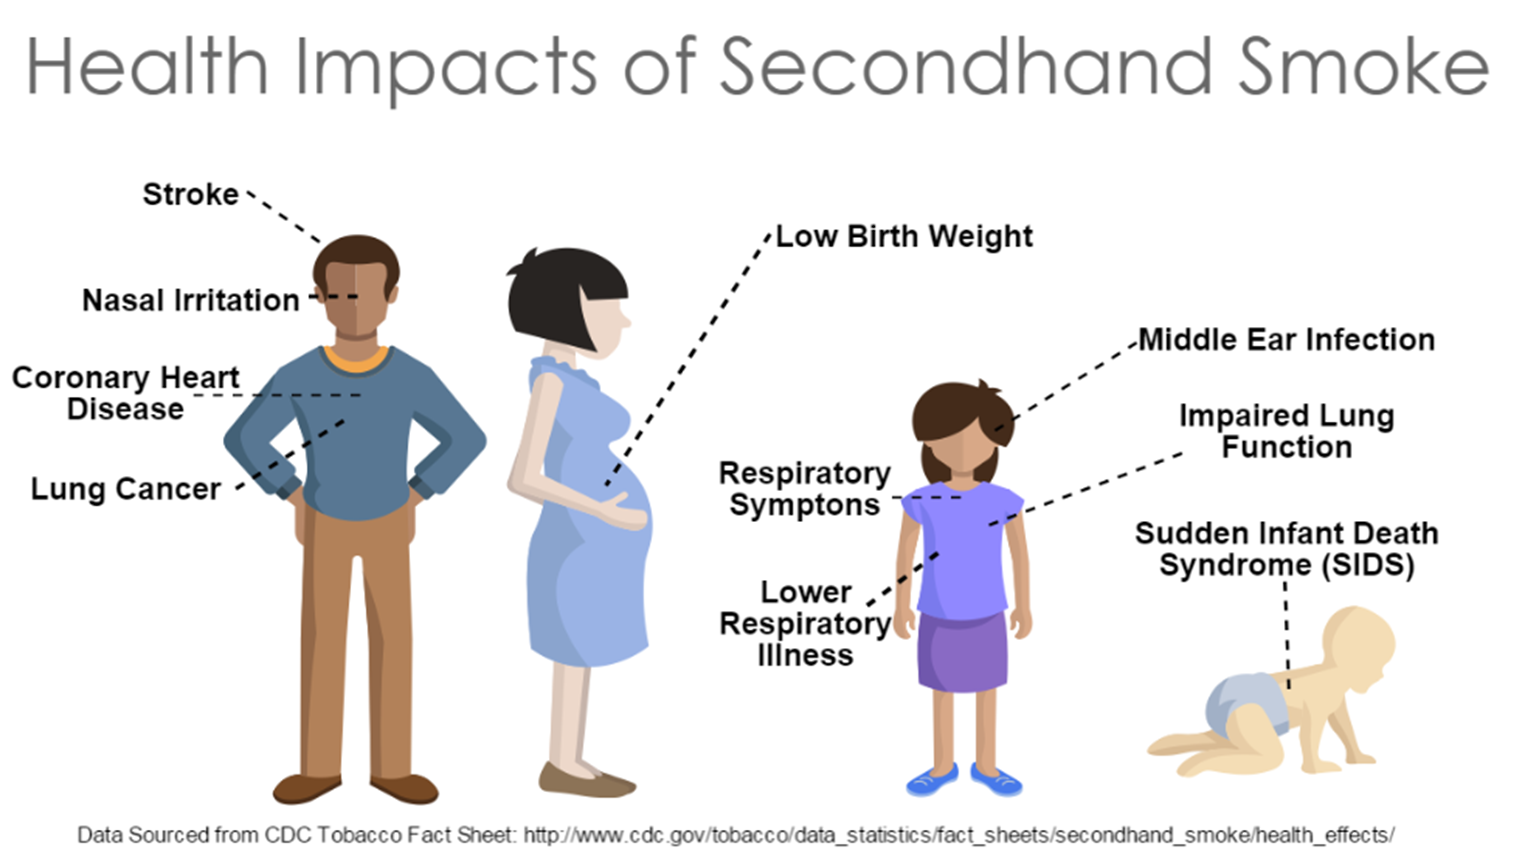 Health Impacts of Secondhand Smoke
Stroke
Nasal Irritation
Coronary Heart
Disease
Lung Cancer
Low Birth Weight
Middle Ear Infection
Impaired Lung
Function
Respiratory
Symptons
Lower
Respiratory
Illness
Sudden Infant Death
Syndrome (SIDS)
Data Sourced from CDC Tobacco Fact Sheet: http://www.cdc.gov/tobacco/data_statistics/fact_sheets/secondhand_smoke/health_effects/